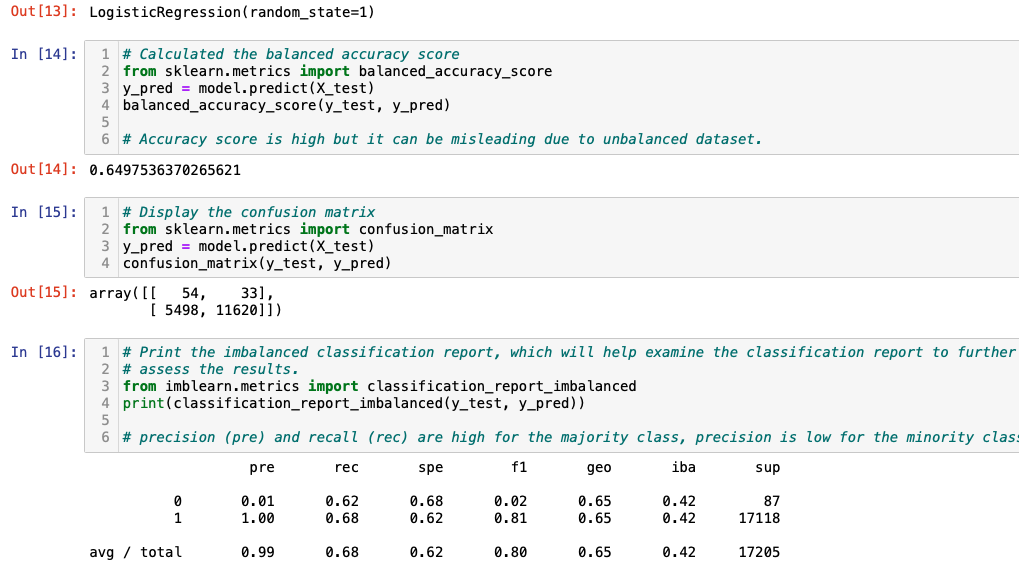 Out[13]: LogisticRegression(random_state=1)
In [14]: 1 # Calculated the balanced accuracy score
2 from sklearn.metrics import balanced_accuracy_score
3 y_pred = model.predict(X_test)
4 balanced_accuracy_score(y_test, y_pred)
5
6 # Accuracy score is high but it can be misleading due to unbalanced dataset.
Out[14]: 0.6497536370265621
In [15]: 1 # Display the confusion matrix
2 from sklearn.metrics import confusion_matrix
3 y_pred = model.predict(X_test)
4 confusion_matrix(y_test, y_pred)
Out[15]: array([[   54,    33],
[ 5498, 11620]])
In [16]: 1 # Print the imbalanced classification report, which will help examine the classification report to further
2 # assess the results.
3 from imblearn.metrics import classification_report_imbalanced
4 print(classification_report_imbalanced(y_test, y_pred))
5
6 # precision (pre) and recall (rec) are high for the majority class, precision is low for the minority clas
pre rec spe f1 geo iba sup
0 0.01 0.62 0.68 0.02 0.65 0.42 87
1 1.00 0.68 0.62 0.81 0.65 0.42 17118
avg / total 0.99 0.68 0.62 0.80 0.65 0.42 17205